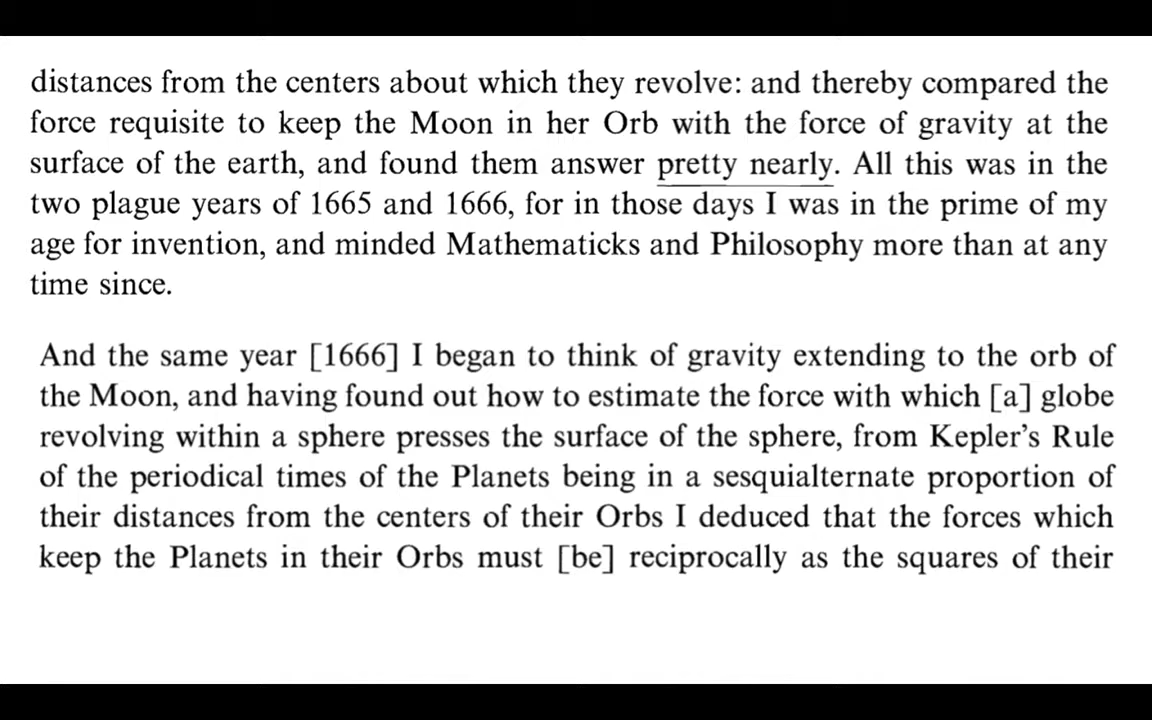 distances from the centers about which they revolve: and thereby compared the
force requisite to keep the Moon in her Orb with the force of gravity at the
surface of the earth, and found them answer pretty nearly. All this was in the
two plague years of 1665 and 1666, for in those days I was in the prime of my
age for invention, and minded Mathematicks and Philosophy more than at any
time since.
And the same year [1666] I began to think of gravity extending to the orb of
the Moon, and having found out how to estimate the force with which [a] globe
revolving within a sphere presses the surface of the sphere, from Kepler's Rule
of the periodical times of the Planets being in a sesquialternate proportion of
their distances from the centers of their Orbs I deduced that the forces which
keep the Planets in their Orbs must [be] reciprocally as the squares of their